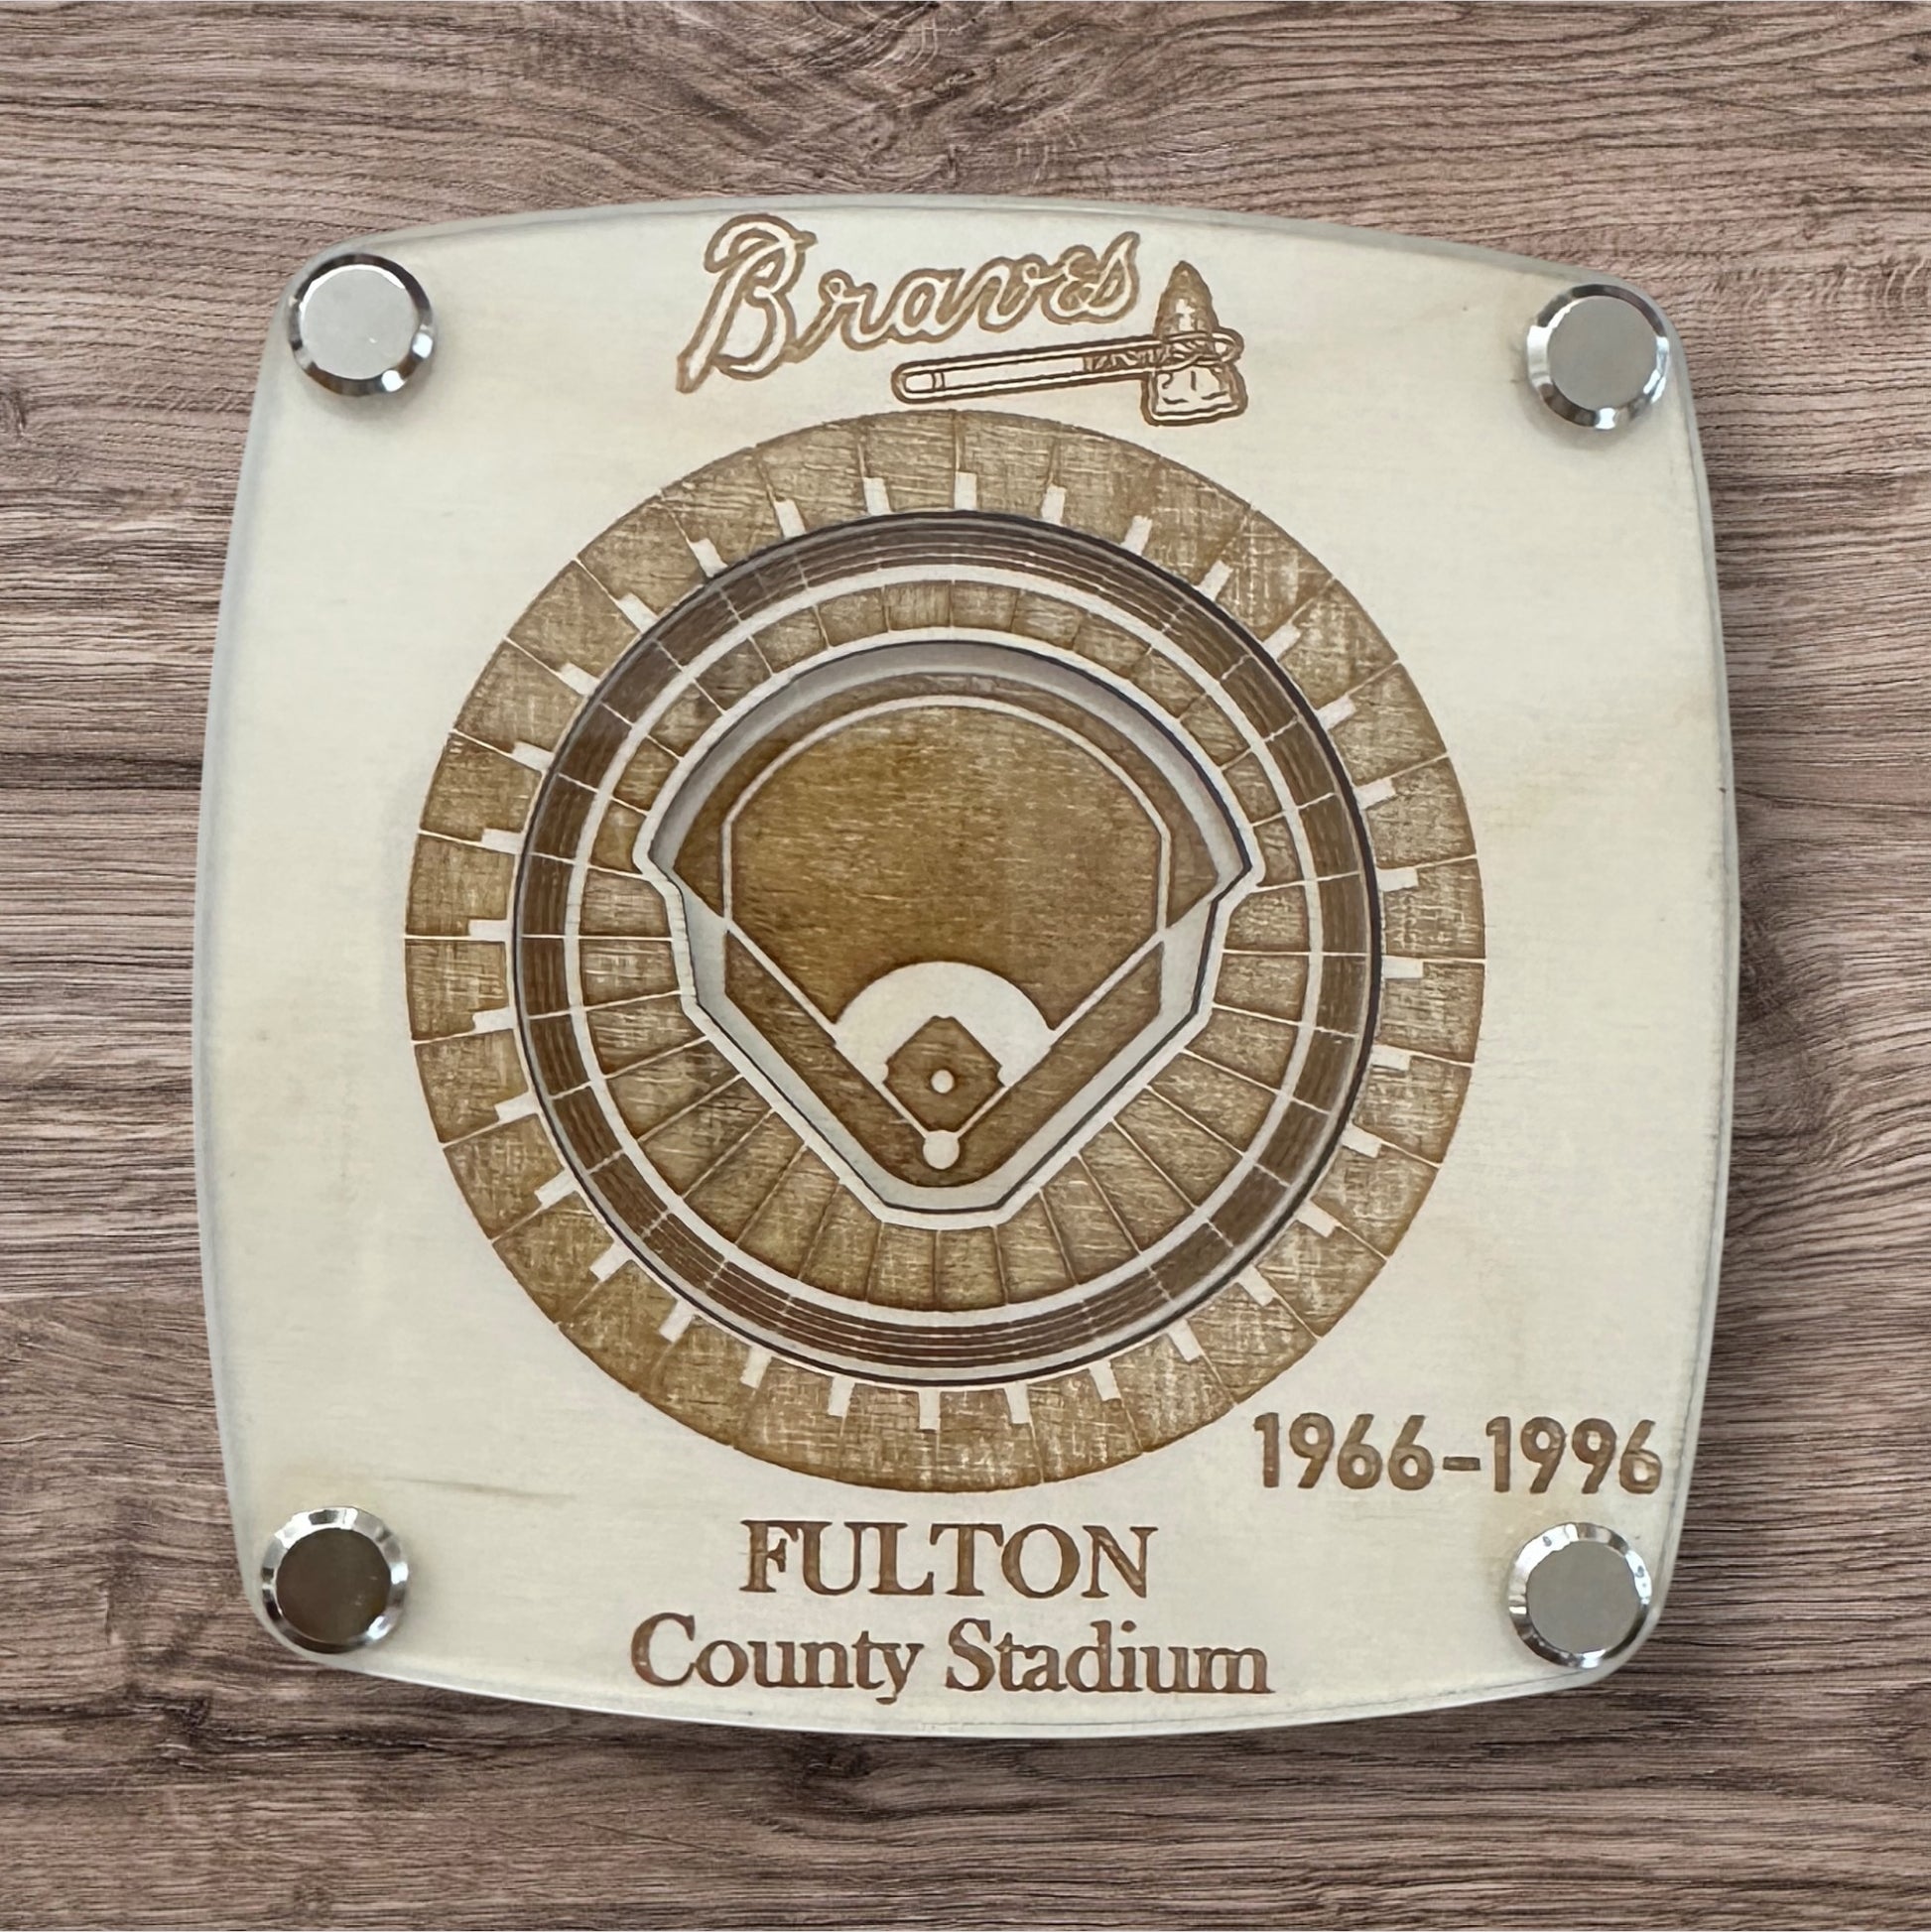 Braves
1966-1996
FULTON
County Stadium